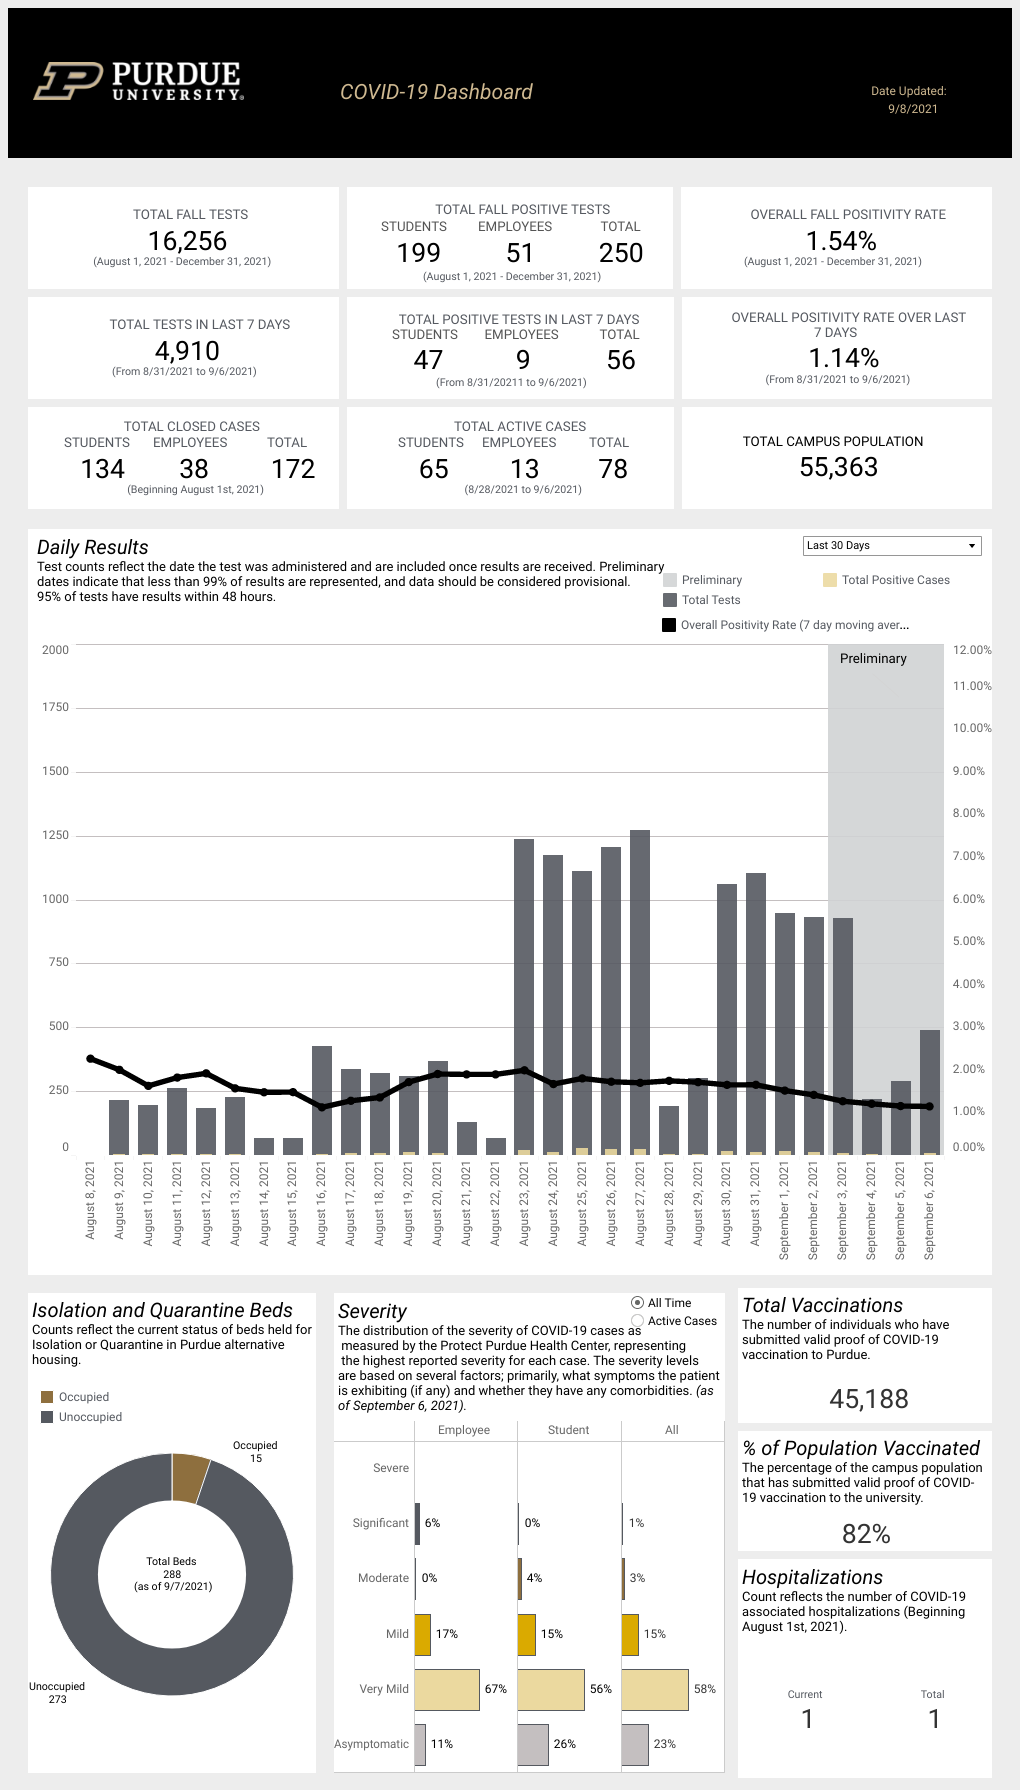 PURDUE
UNIVERSITY®
COVID-19 Dashboard
Date Updated:
9/8/2021
TOTAL FALL TESTS
16,256
(August 1, 2021 - December 31, 2021)
TOTAL FALL POSITIVE TESTS
STUDENTS EMPLOYEES TOTAL
199 51 250
(August 1, 2021 - December 31, 2021)
OVERALL FALL POSITIVITY RATE
1.54%
(August 1, 2021 - December 31, 2021)
TOTAL TESTS IN LAST 7 DAYS
4,910
(From 8/31/2021 to 9/6/2021)
TOTAL POSITIVE TESTS IN LAST 7 DAYS
STUDENTS EMPLOYEES TOTAL
47 9 56
(From 8/31/20211 to 9/6/2021)
OVERALL POSITIVITY RATE OVER LAST
7 DAYS
1.14%
(From 8/31/2021 to 9/6/2021)
TOTAL CLOSED CASES
STUDENTS EMPLOYEES TOTAL
134 38 172
(Beginning August 1st, 2021)
TOTAL ACTIVE CASES
STUDENTS EMPLOYEES TOTAL
65 13 78
(8/28/2021 to 9/6/2021)
TOTAL CAMPUS POPULATION
55,363
Daily Results
Test counts reflect the date the test was administered and are included once results are received. Preliminary
dates indicate that less than 99% of results are represented, and data should be considered provisional.
95% of tests have results within 48 hours.
Last 30 Days
Preliminary Total Positive Cases
Total Tests
Overall Positivity Rate (7 day moving aver...
Preliminary
2000
1750
1500
1250
1000
750
500
250
0
12.00%
11.00%
10.00%
9.00%
8.00%
7.00%
6.00%
5.00%
4.00%
3.00%
2.00%
1.00%
0.00%
August 8, 2021
August 9, 2021
August 10, 2021
August 11, 2021
August 12, 2021
August 13, 2021
August 14, 2021
August 15, 2021
August 16, 2021
August 17, 2021
August 18, 2021
August 19, 2021
August 20, 2021
August 21, 2021
August 22, 2021
August 23, 2021
August 24, 2021
August 25, 2021
August 26, 2021
August 27, 2021
August 28, 2021
August 29, 2021
August 30, 2021
August 31, 2021
September 1, 2021
September 2, 2021
September 3, 2021
September 4, 2021
September 5, 2021
September 6, 2021
Isolation and Quarantine Beds
Counts reflect the current status of beds held for
Isolation or Quarantine in Purdue alternative
housing.
Occupied
Unoccupied
Occupied
15
Total Beds
288
(as of 9/7/2021)
Unoccupied
273
Severity
All Time
Active Cases
The distribution of the severity of COVID-19 cases as
measured by the Protect Purdue Health Center, representing
the highest reported severity for each case. The severity levels
are based on several factors; primarily, what symptoms the patient
is exhibiting (if any) and whether they have any comorbidities. (as
of September 6, 2021).
Employee Student All
Severe
Significant 6% 0% 1%
Moderate 0% 4% 3%
Mild 17% 15% 15%
Very Mild 67% 56% 58%
Asymptomatic 11% 26% 23%
Total Vaccinations
The number of individuals who have
submitted valid proof of COVID-19
vaccination to Purdue.
45,188
% of Population Vaccinated
The percentage of the campus population
that has submitted valid proof of COVID-
19 vaccination to the university.
82%
Hospitalizations
Count reflects the number of COVID-19
associated hospitalizations (Beginning
August 1st, 2021).
Current Total
1 1